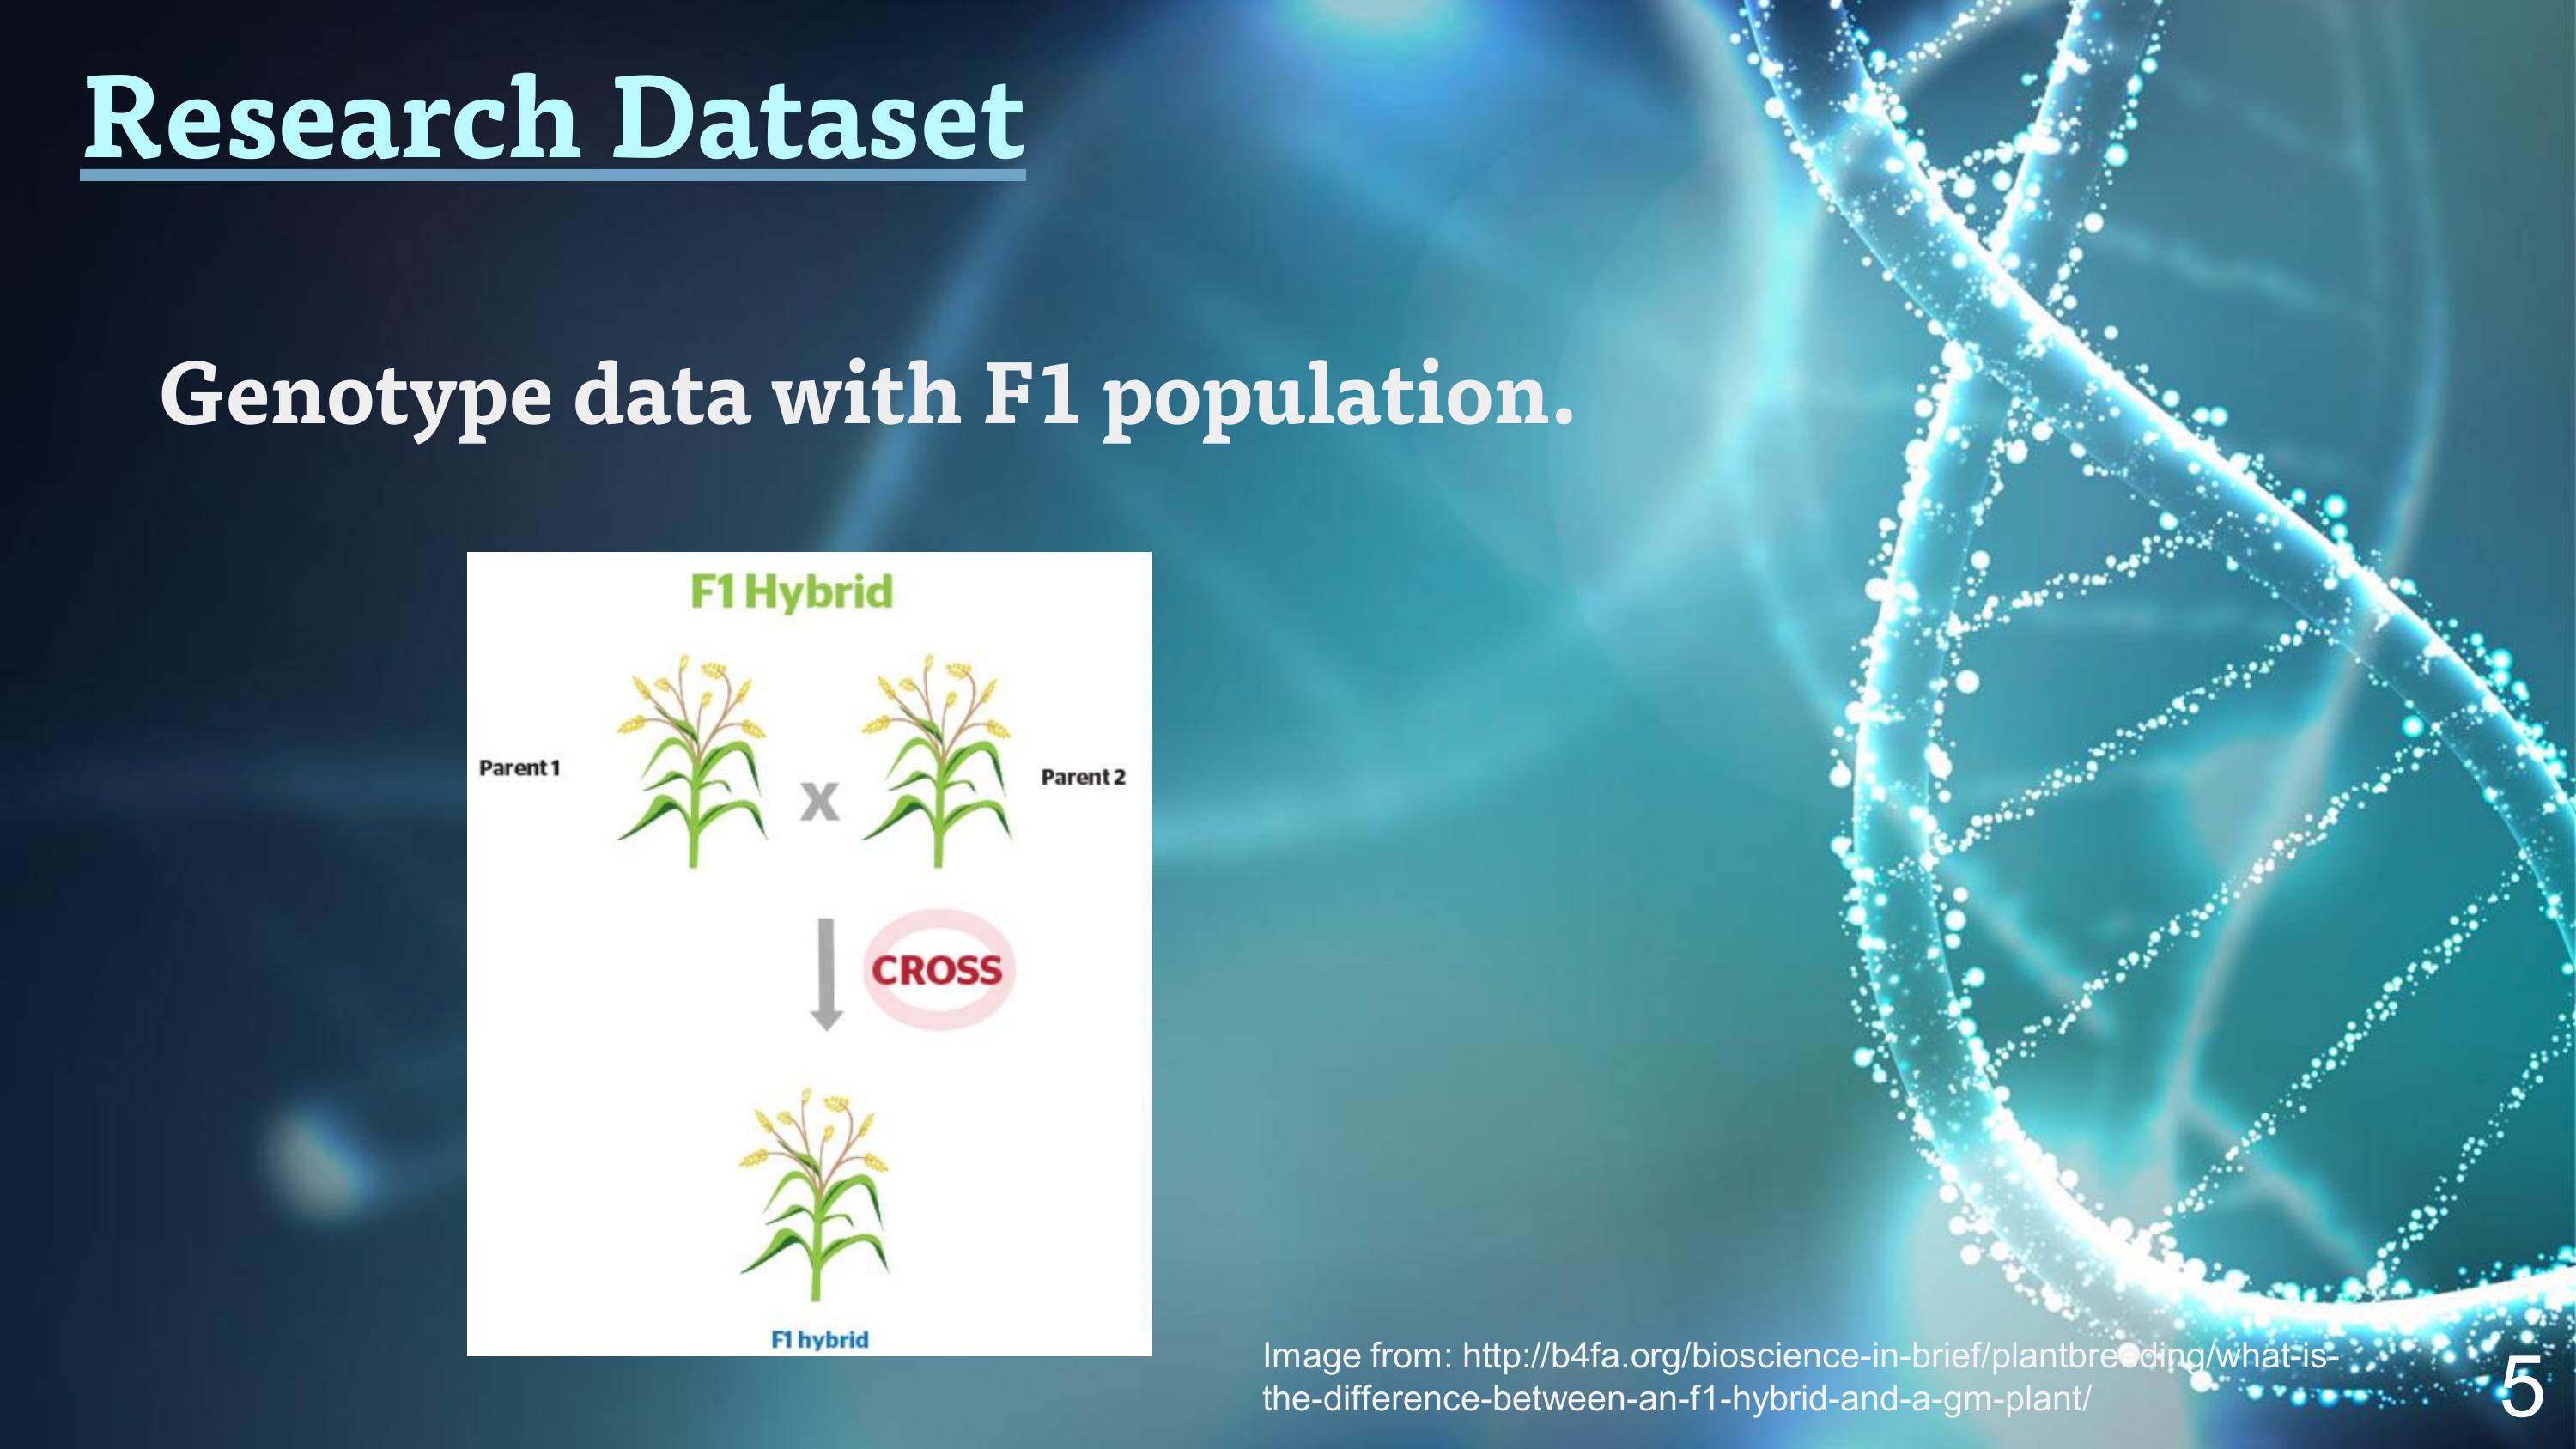 Research Dataset
Genotype data with F1 population.
F1 Hybrid
Parent 1
X
Parent 2
CROSS
F1 hybrid
Image from: http://b4fa.org/bioscience-in-brief/plantbreeding/what-is-
the-difference-between-an-f1-hybrid-and-a-gm-plant/
5